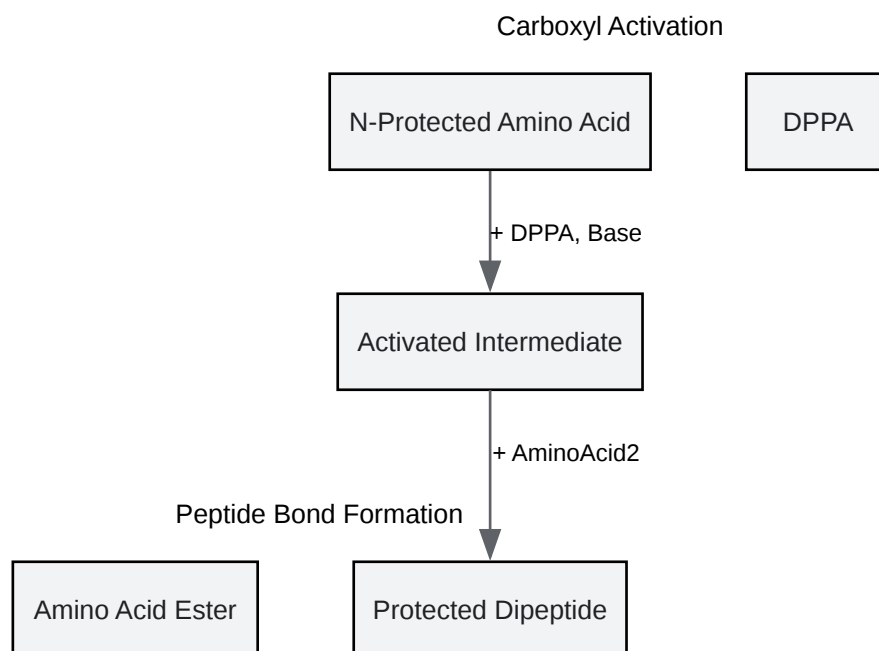 Carboxyl Activation
N-Protected Amino Acid
DPPA
+ DPPA, Base
Activated Intermediate
+ AminoAcid2
Peptide Bond Formation
Amino Acid Ester
Protected Dipeptide